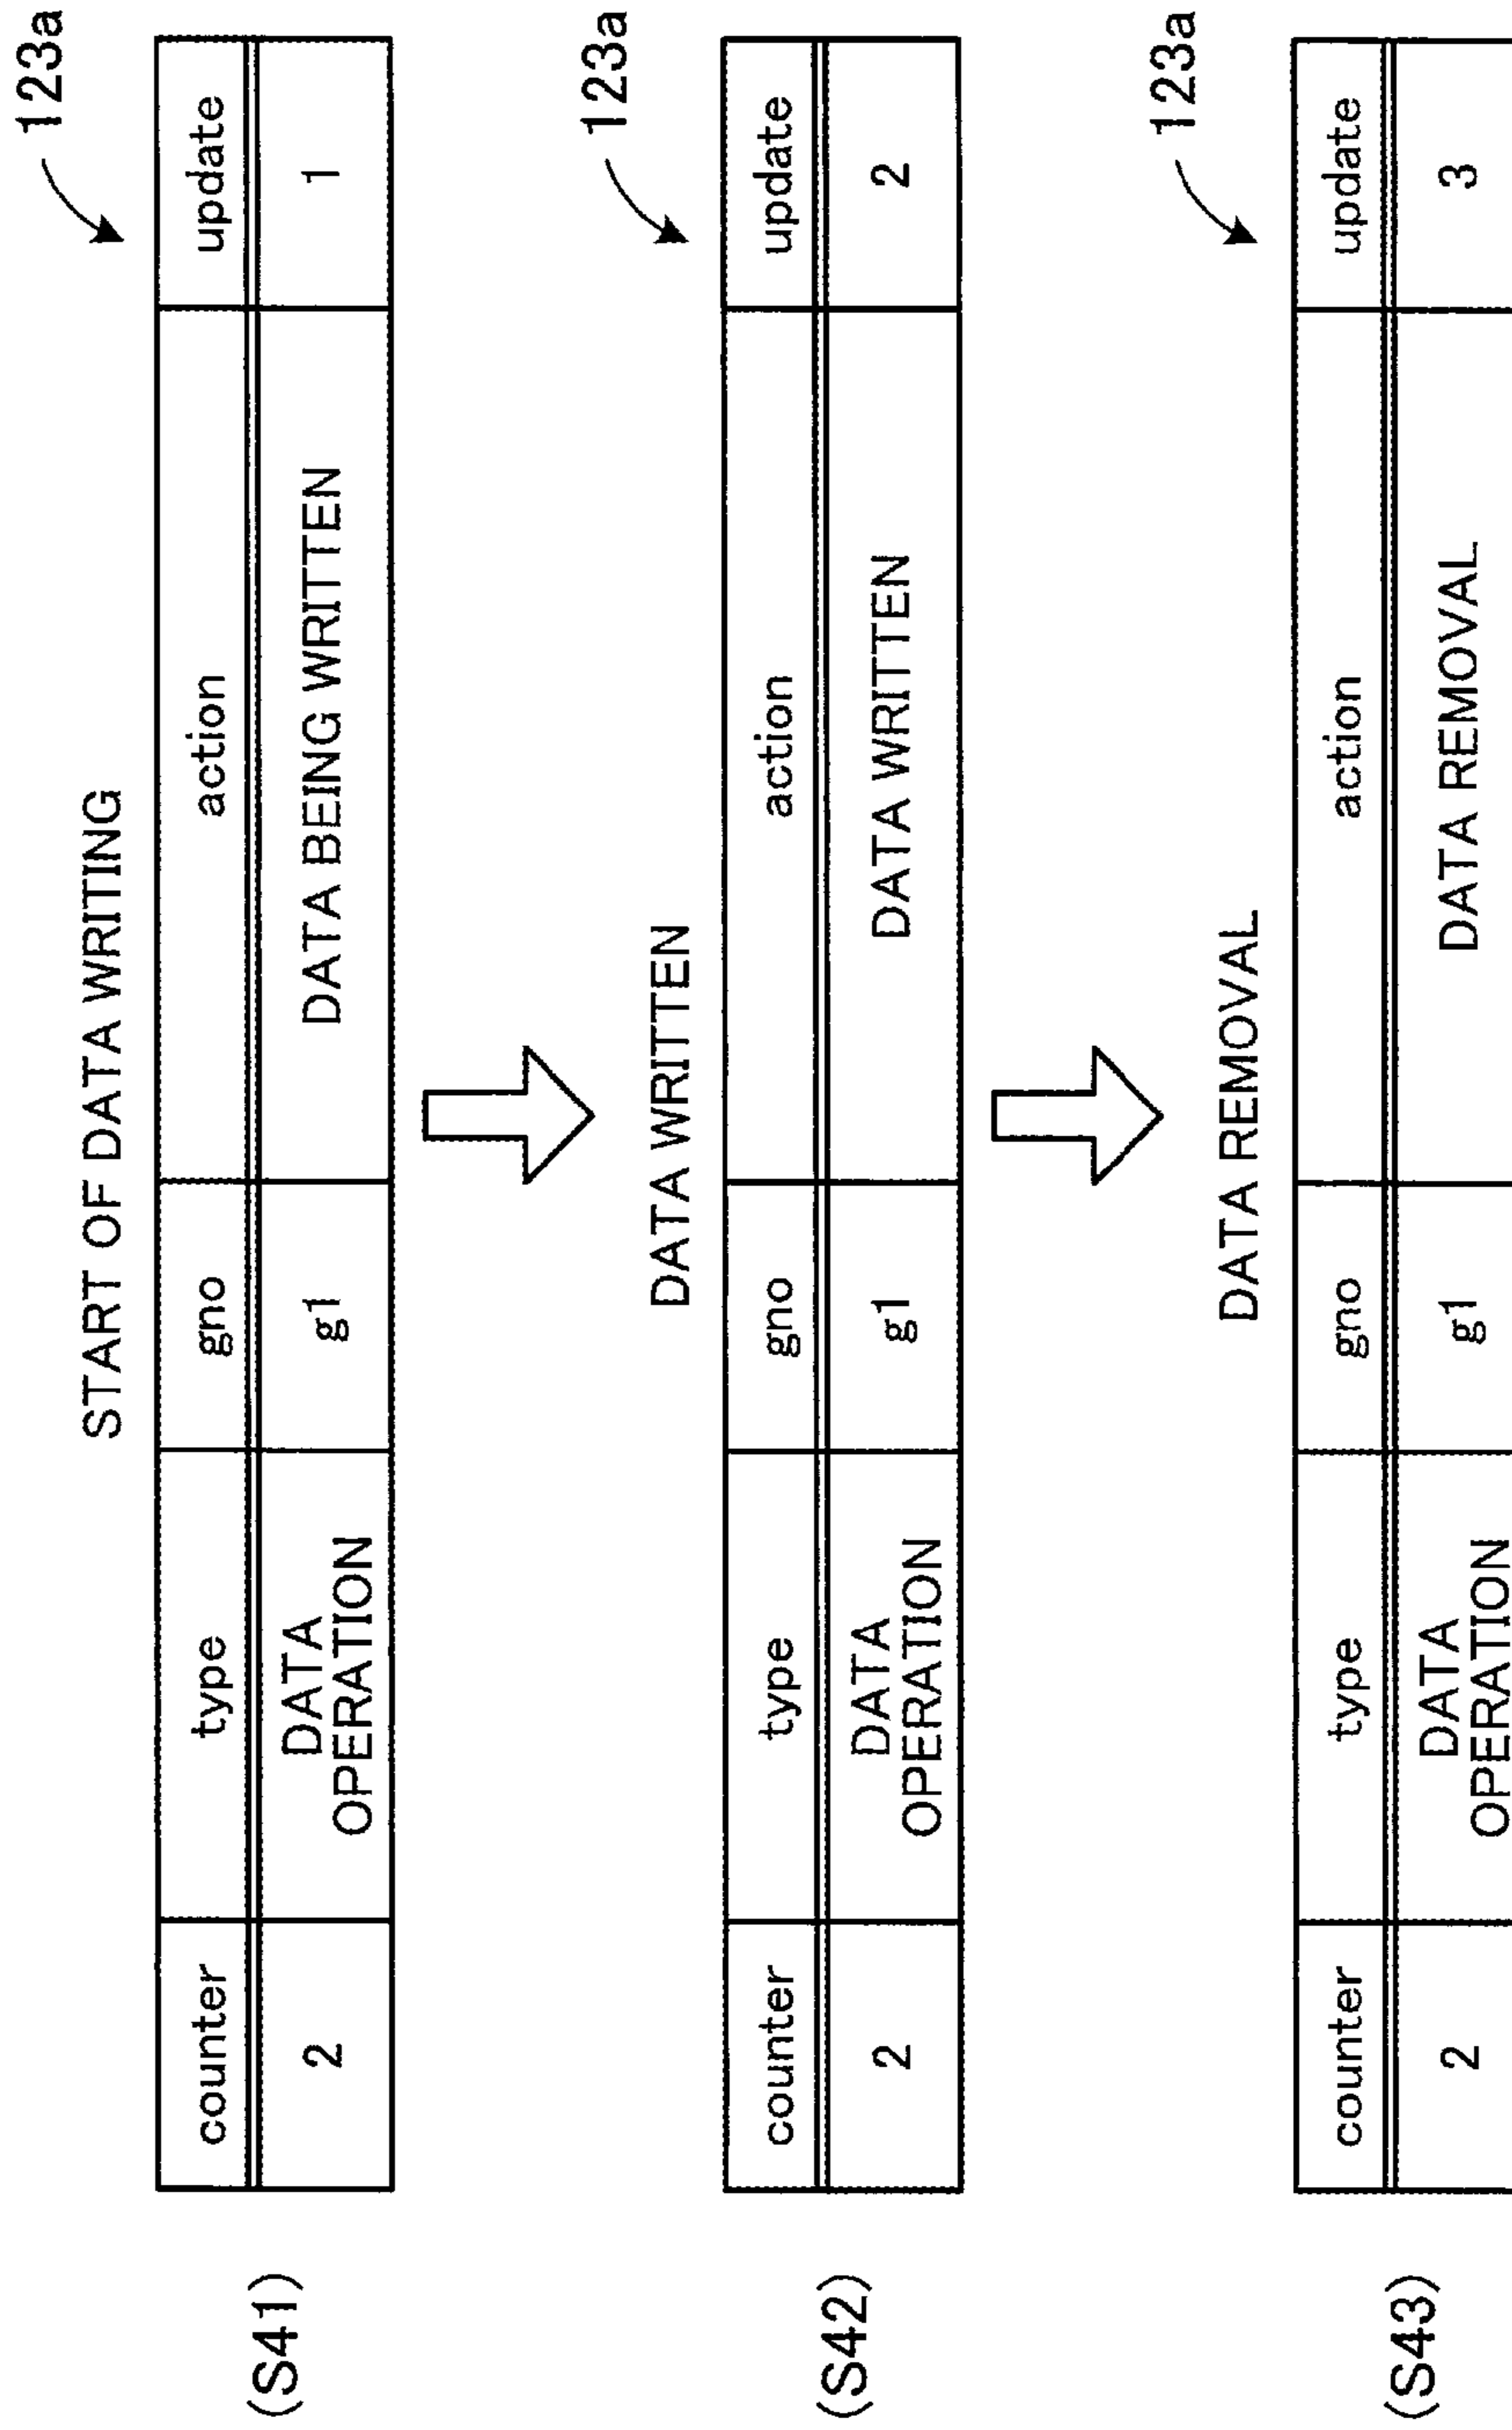 START OF DATA WRITING
123a
(S41)
counter type gno action update
2 DATA OPERATION g1 DATA BEING WRITTEN 1
DATA WRITTEN
123a
(S42)
counter type gno action update
2 DATA OPERATION g1 DATA WRITTEN 2
DATA REMOVAL
123a
(S43)
counter type gno action update
2 DATA OPERATION g1 DATA REMOVAL 3